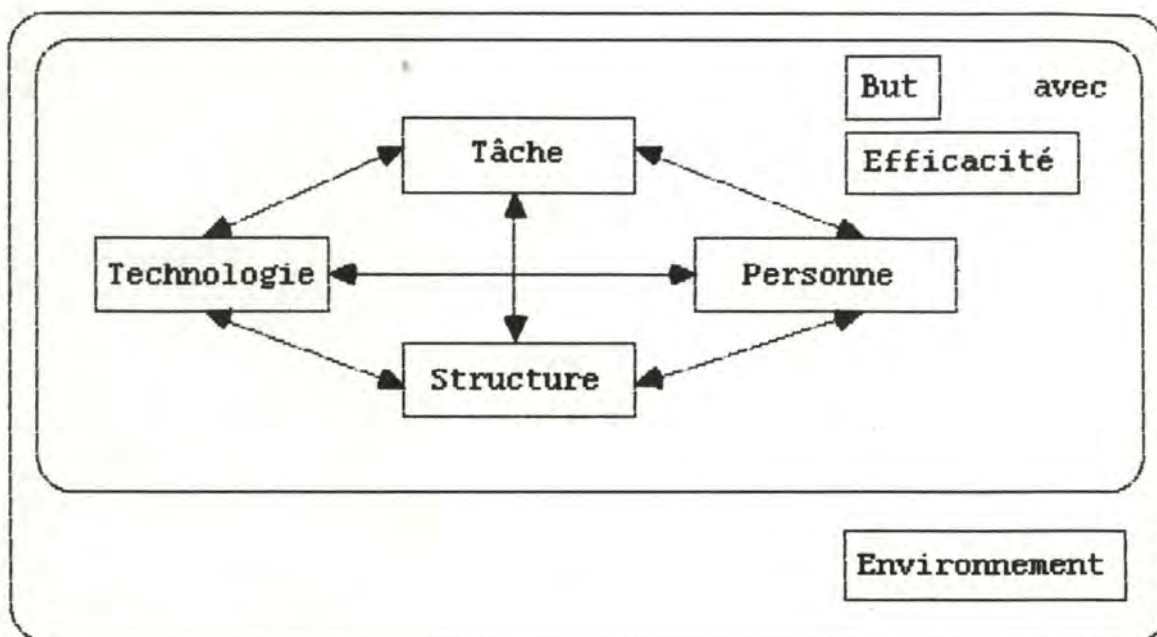 But avec
Tâche
Efficacité
Technologie
Personne
Structure
Environnement